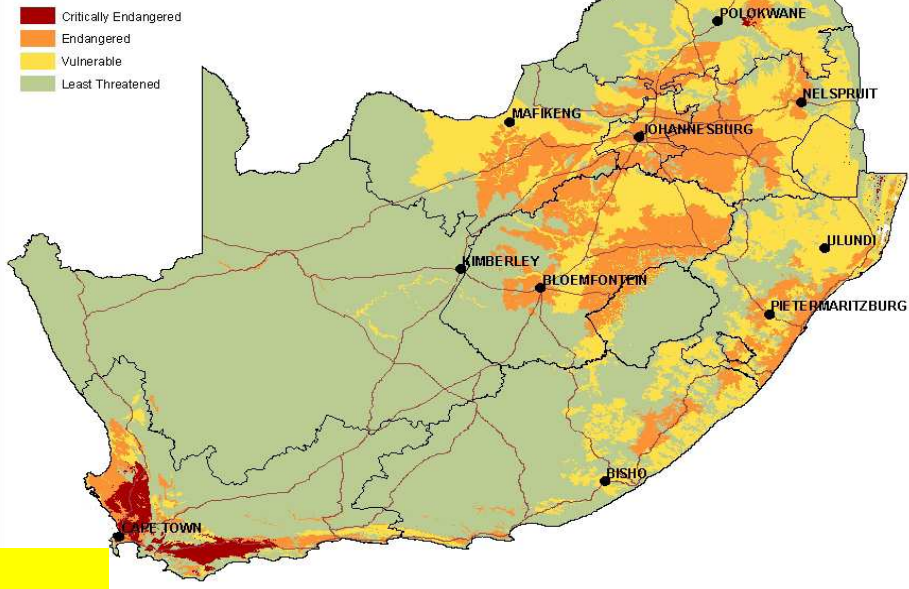 Critically Endangered
Endangered
Vulnerable
Least Threatened
POLOKWANE
NELSPRUIT
MAFIKENG
JOHANNESBURG
ULUNDI
KIMBERLEY
BLOEMFONTEIN
PIETERMARITZBURG
BISHO
CAPE TOWN